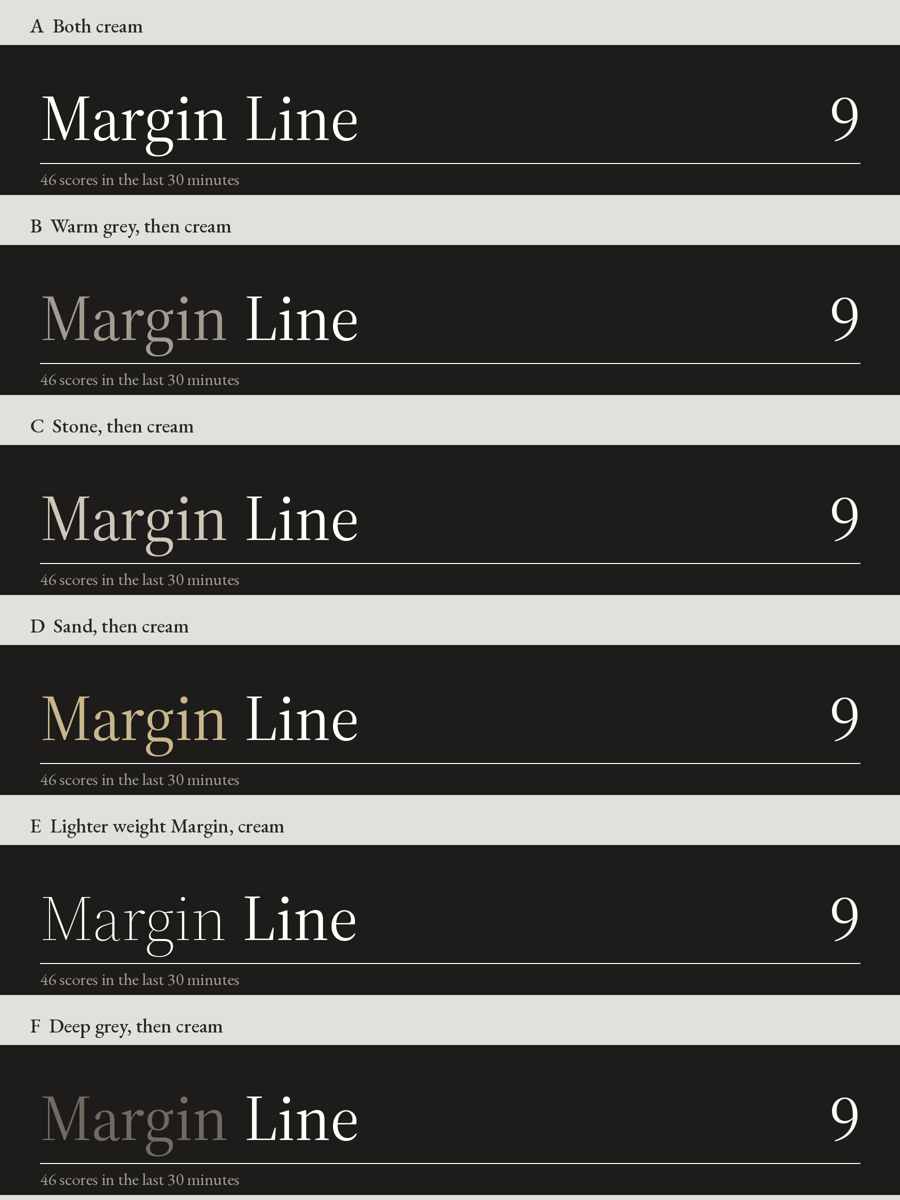 A Both cream
Margin Line 9
46 scores in the last 30 minutes
B Warm grey, then cream
Margin Line 9
46 scores in the last 30 minutes
C Stone, then cream
Margin Line 9
46 scores in the last 30 minutes
D Sand, then cream
Margin Line 9
46 scores in the last 30 minutes
E Lighter weight Margin, cream
Margin Line 9
46 scores in the last 30 minutes
F Deep grey, then cream
Margin Line 9
46 scores in the last 30 minutes